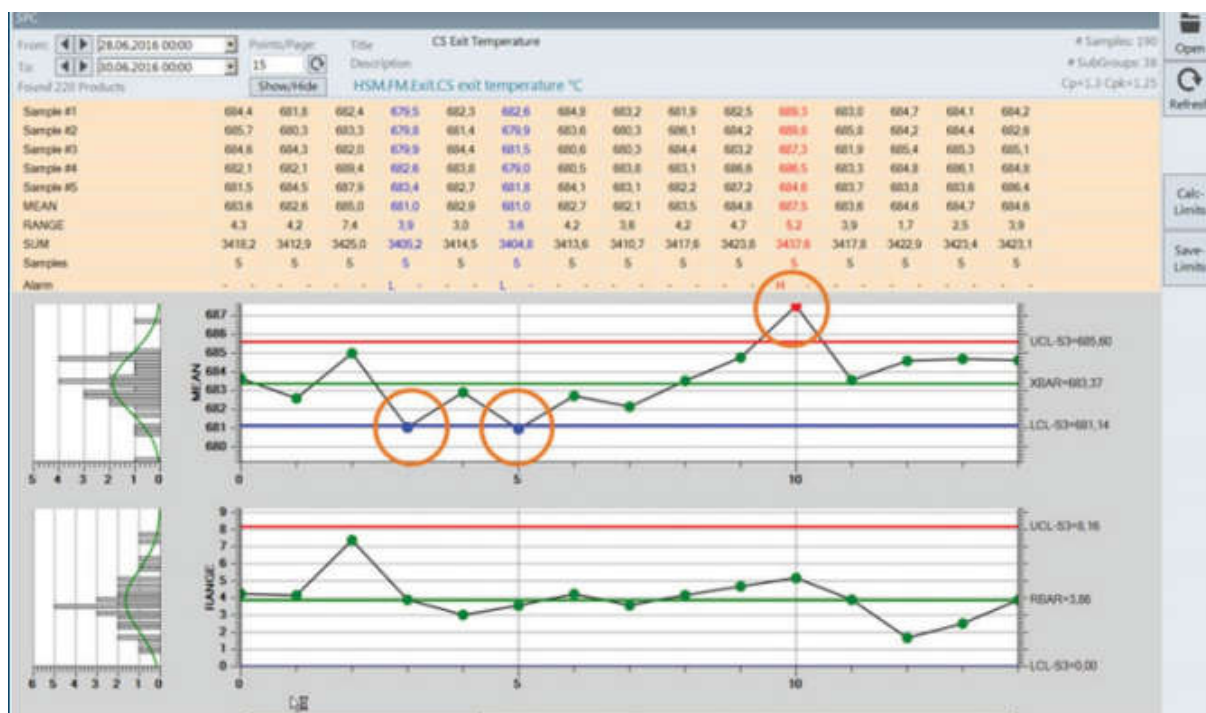 SPC
From: 28.06.2016 00:00 Points/Page: Title CS Exit Temperature # Samples: 190
To: 30.06.2016 00:00 15 Description # SubGroups: 38
Found 220 Products Show/Hide HSM.FM.Exit.CS exit temperature °C Cp=1.3 Cpk=1.25
Open
Refresh
Sample #1 684,4 681,8 682,4 679,5 682,3 682,6 684,9 683,2 681,9 682,5 689,3 683,0 684,7 684,1 684,2
Sample #2 685,7 680,3 683,3 679,8 681,4 679,9 683,6 680,3 686,1 684,2 689,8 685,8 684,2 684,4 682,6
Sample #3 684,6 684,3 682,0 679,9 684,4 681,5 680,6 680,3 684,4 683,2 687,3 681,9 685,4 685,3 685,1
Sample #4 682,1 682,1 689,4 682,6 683,8 679,0 680,5 683,8 683,1 686,6 686,5 683,3 684,8 686,1 684,8
Sample #5 681,5 684,5 687,9 683,4 682,7 681,8 684,1 683,1 682,2 687,2 684,6 683,7 683,8 683,6 686,4
MEAN 683,6 682,6 685,0 681,0 682,9 681,0 682,7 682,1 683,5 684,8 687,5 683,6 684,6 684,7 684,6
RANGE 4,3 4,2 7,4 3,9 3,0 3,6 4,2 3,6 4,2 4,7 5,2 3,9 1,7 2,5 3,9
SUM 3418,2 3412,9 3425,0 3405,2 3414,5 3404,8 3413,6 3410,7 3417,6 3423,8 3437,6 3417,8 3422,9 3423,4 3423,1
Samples 5 5 5 5 5 5 5 5 5 5 5 5 5 5 5
Alarm - - - - - - L - - - L - - - - - - - - - H - - - - - - - - -
Calc-
Limits
Save-
Limits
687
686
685
684
683
682
681
680
MEAN
UCL-S3=685,60
XBAR=683,37
LCL-S3=681,14
5 4 3 2 1 0
0 5 10
9
8
7
6
5
4
3
2
1
0
RANGE
UCL-S3=8,16
RBAR=3,86
LCL-S3=0,00
6 5 4 3 2 1 0
0 5 10